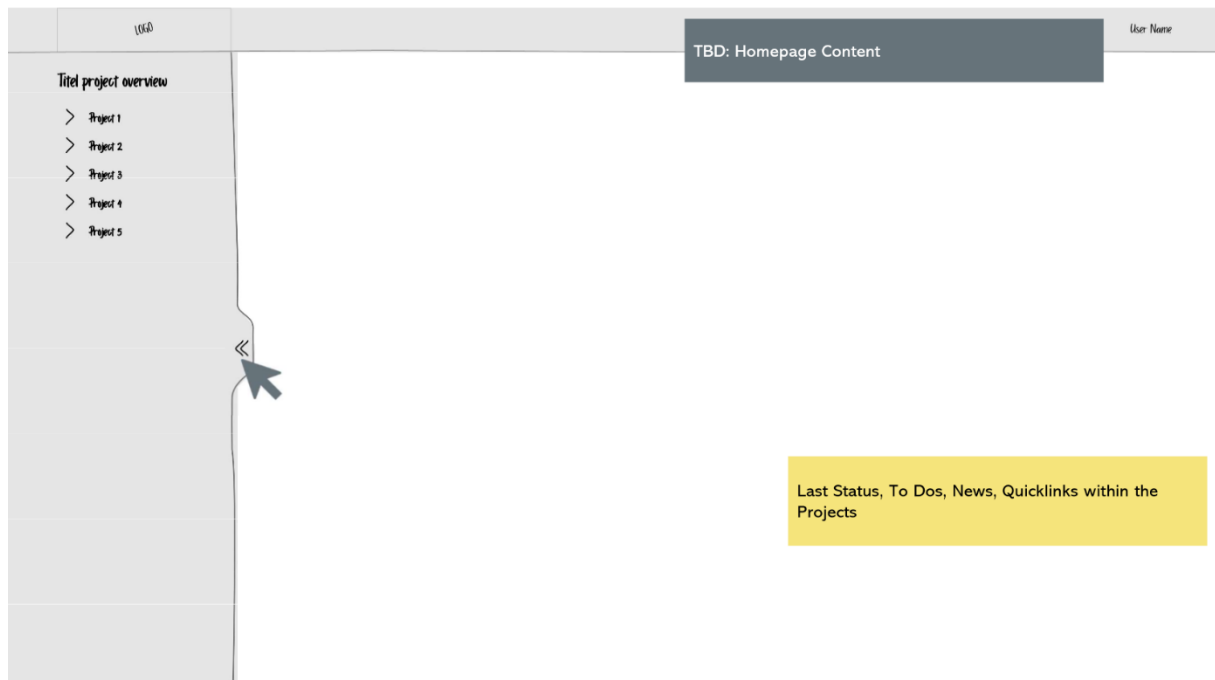 LOGO
User Name
TBD: Homepage Content
Titel project overview
Project 1
Project 2
Project 3
Project 4
Project 5
Last Status, To Dos, News, Quicklinks within the
Projects